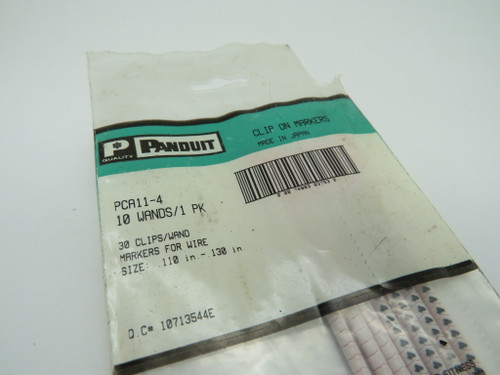 P PANDUIT
QUALITY
CLIP ON MARKERS
MADE IN JAPAN
PCA11-4
10 WANDS/1 PK
30 CLIPS/WAND
MARKERS FOR WIRE
SIZE: .110 in - .130 in
Q.C# 10713544E